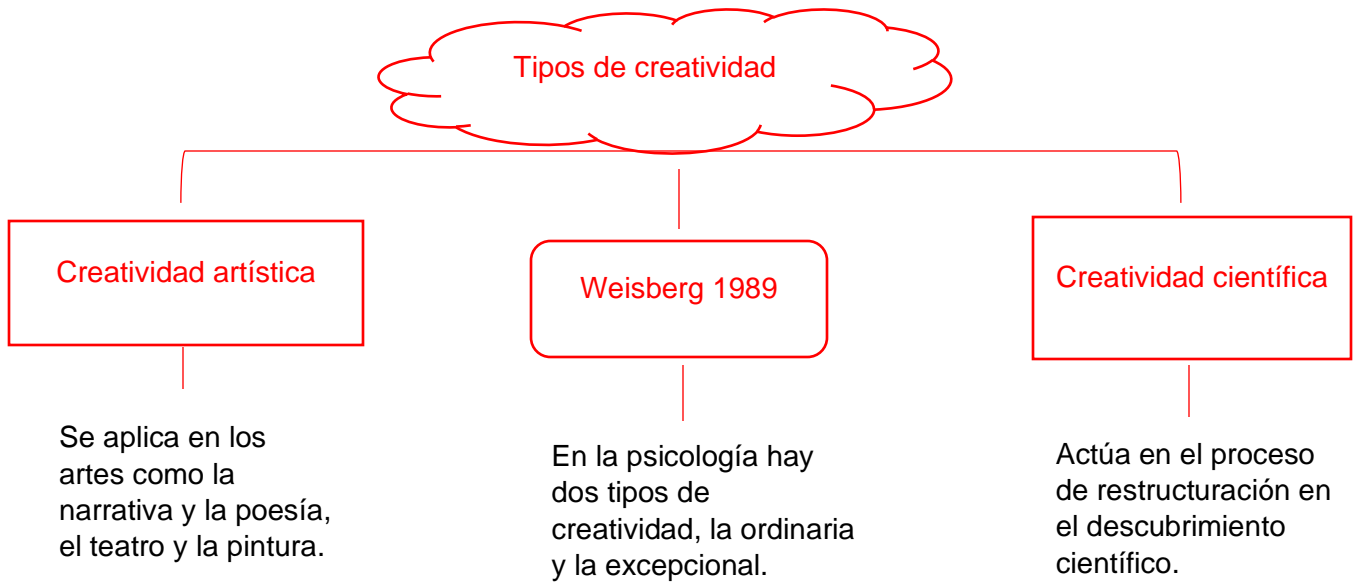 Tipos de creatividad
Creatividad artística
Weisberg 1989
Creatividad científica
Se aplica en los
artes como la
narrativa y la poesía,
el teatro y la pintura.
En la psicología hay
dos tipos de
creatividad, la ordinaria
y la excepcional.
Actúa en el proceso
de restructuración en
el descubrimiento
científico.